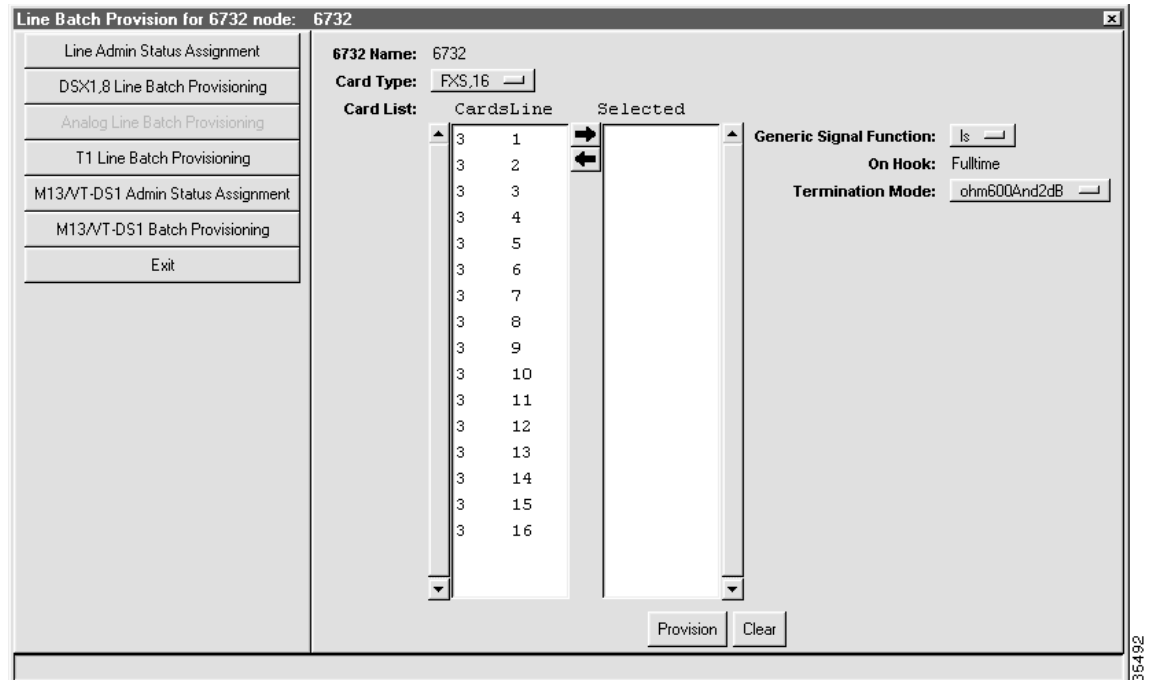 Line Batch Provision for 6732 node: 6732
Line Admin Status Assignment
DSX1,8 Line Batch Provisioning
Analog Line Batch Provisioning
T1 Line Batch Provisioning
M13/VT-DS1 Admin Status Assignment
M13/VT-DS1 Batch Provisioning
Exit
6732 Name: 6732
Card Type: FXS,16
Card List: CardsLine Selected
3 1
3 2
3 3
3 4
3 5
3 6
3 7
3 8
3 9
3 10
3 11
3 12
3 13
3 14
3 15
3 16
Generic Signal Function: ls
On Hook: Fulltime
Termination Mode: ohm600And2dB
Provision Clear
35492